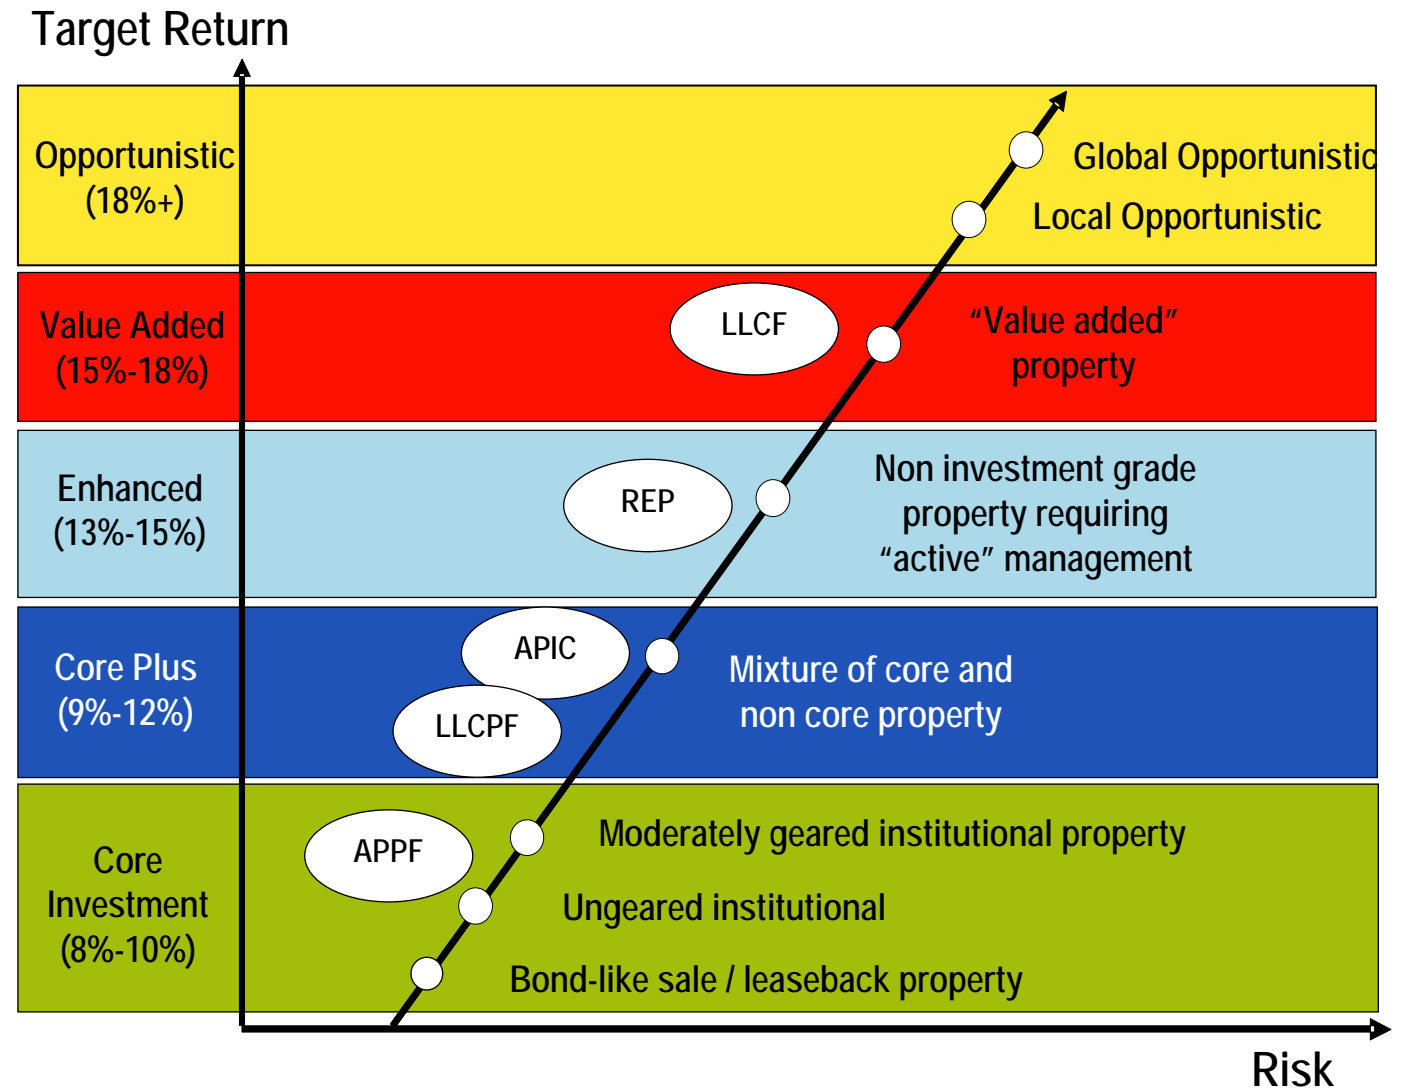 Target Return
Opportunistic
(18%+)
Global Opportunistic
Local Opportunistic
Value Added
(15%-18%)
LLCF
“Value added”
property
Enhanced
(13%-15%)
REP
Non investment grade
property requiring
“active” management
Core Plus
(9%-12%)
APIC
LLCPF
Mixture of core and
non core property
Core
Investment
(8%-10%)
APPF
Moderately geared institutional property
Ungeared institutional
Bond-like sale / leaseback property
Risk